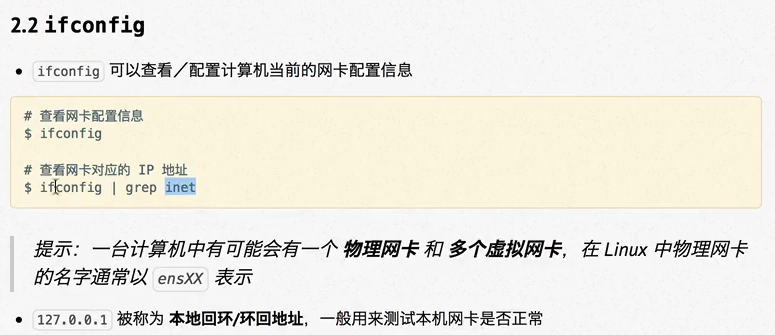 2.2 ifconfig
• ifconfig 可以查看／配置计算机当前的网卡配置信息
# 查看网卡配置信息
$ ifconfig
# 查看网卡对应的 IP 地址
$ ifconfig | grep inet
提示：一台计算机中有可能会有一个 物理网卡 和 多个虚拟网卡，在 Linux 中物理网卡
的名字通常以 ensXX 表示
• 127.0.0.1 被称为 本地回环/环回地址，一般用来测试本机网卡是否正常